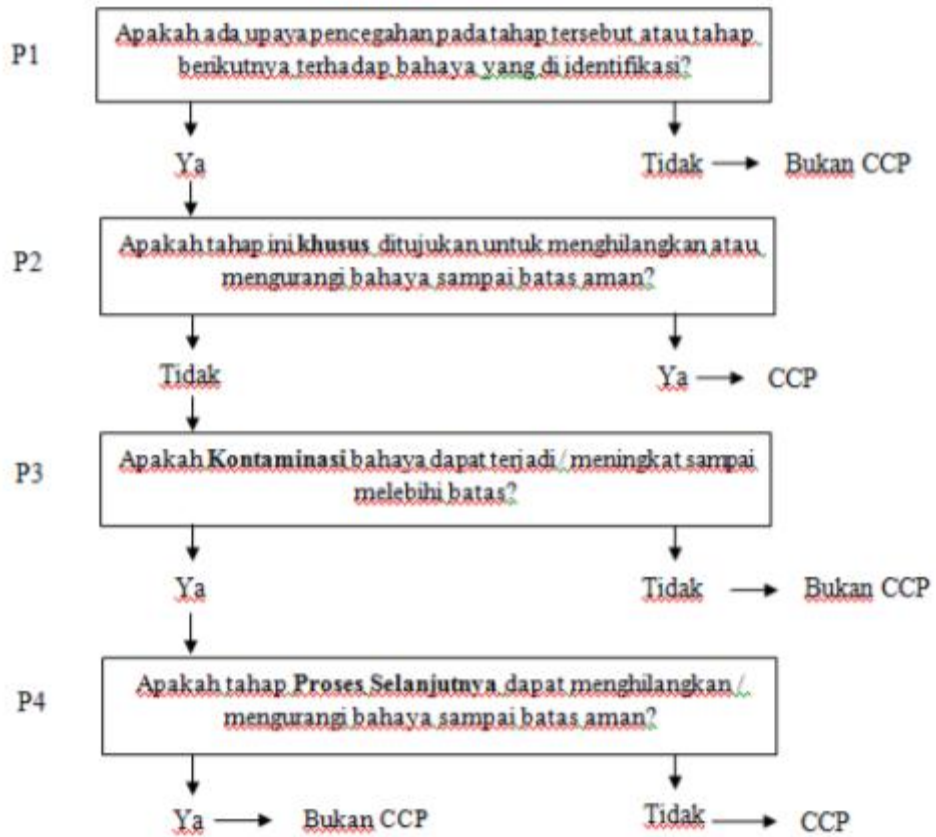 P1
Apakah ada upaya pencegahan pada tahap tersebut atau tahap
berikutnya terhadap bahaya yang di identifikasi?
Ya
Tidak
Bukan CCP
P2
Apakah tahap ini khusus ditujukan untuk menghilangkan atau
mengurangi bahaya sampai batas aman?
Tidak
Ya
CCP
P3
Apakah Kontaminasi bahaya dapat terjadi / meningkat sampai
melebihi batas?
Ya
Tidak
Bukan CCP
P4
Apakah tahap Proses Selanjutnya dapat menghilangkan /
mengurangi bahaya sampai batas aman?
Ya
Bukan CCP
Tidak
CCP